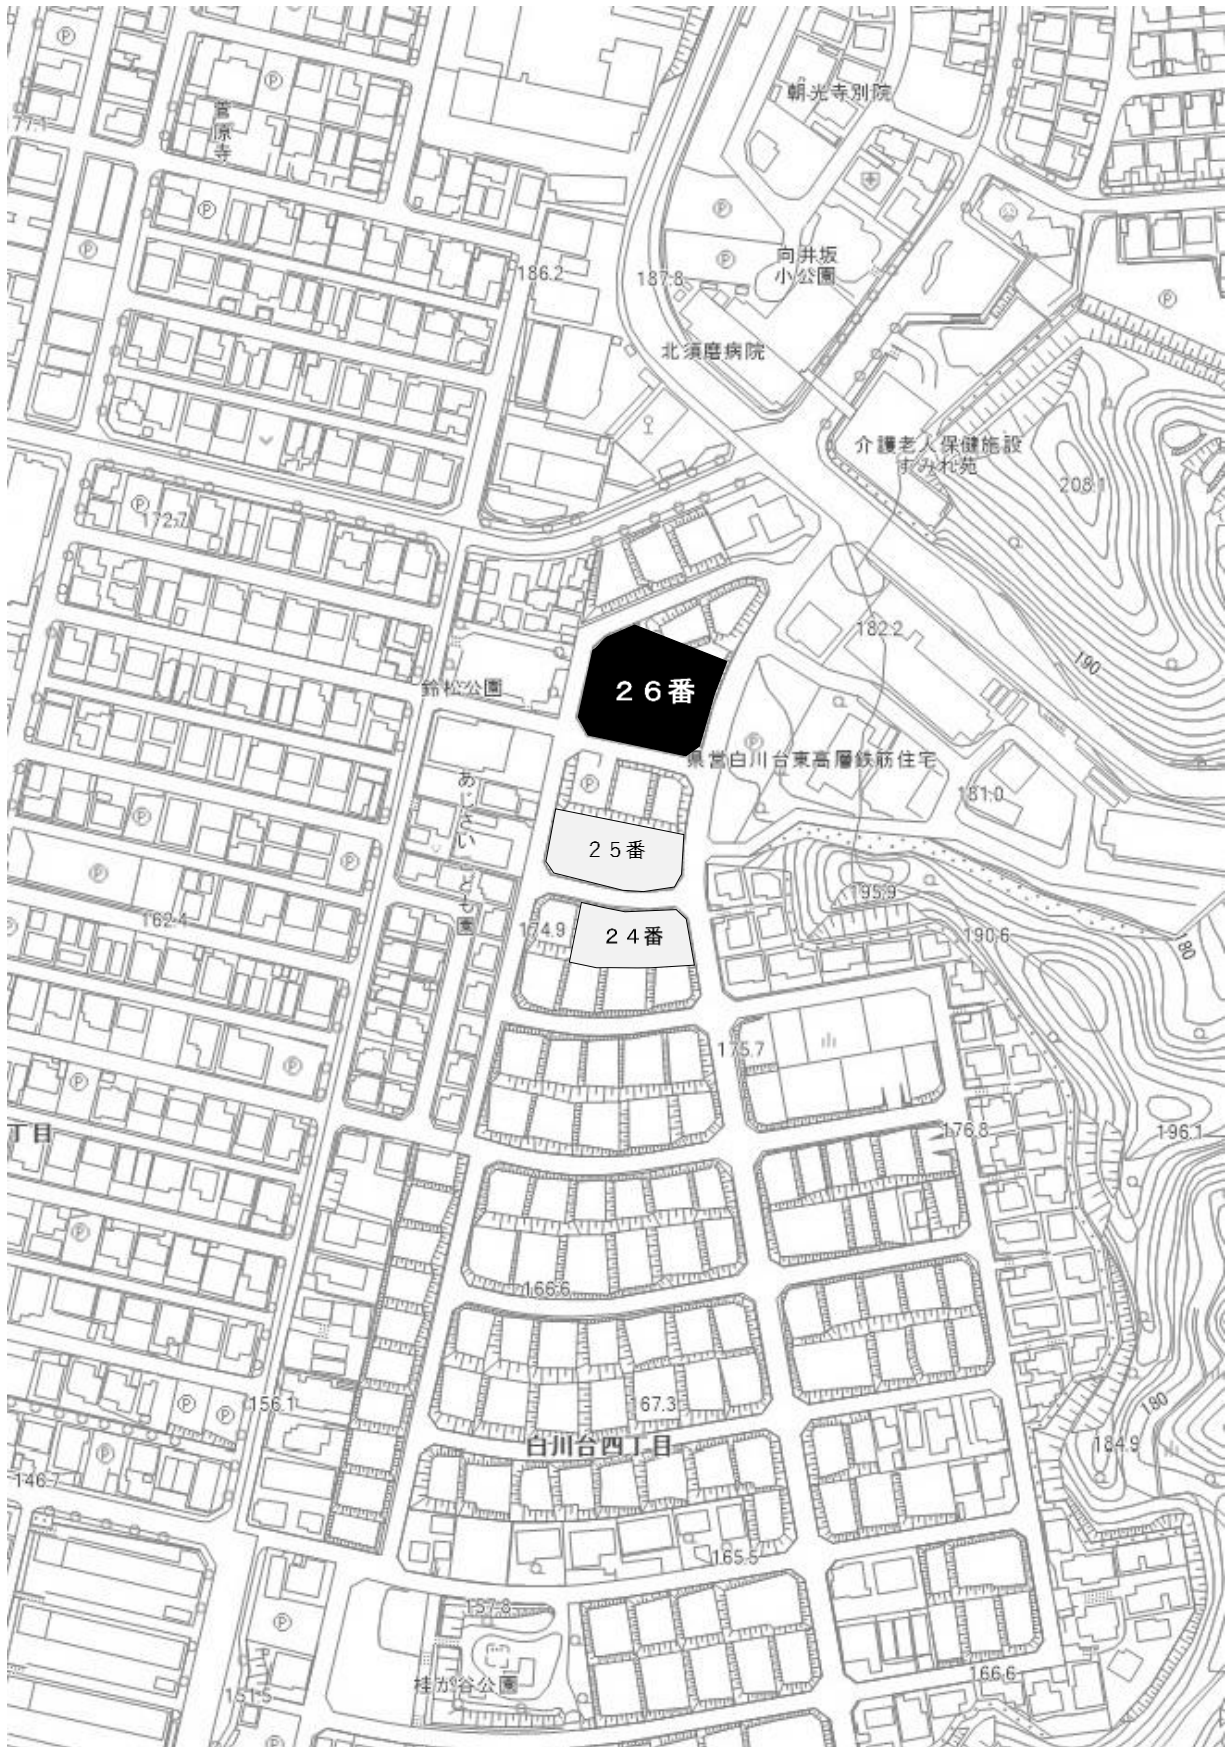 菅原寺
朝光寺別院
77.1
Ⓟ
Ⓟ
Ⓟ
Ⓟ
Ⓟ
Ⓟ
向井坂
小公園
186.2
187.8
Ⓟ
北須磨病院
介護老人保健施設
すみれ苑
208.1
Ⓟ
172.7
182.2
190
鈴松公園
26番
Ⓟ
県営白川台東高層鉄筋住宅
Ⓟ
181.0
あじさいこども園
Ⓟ
25番
Ⓟ
Ⓟ
195.9
162.4
174.9
24番
190.6
80
175.7
Ⓟ
Ⓟ
丁目
176.8
196.1
Ⓟ
166.6
156.1
Ⓟ
Ⓟ
167.3
180
白川台四丁目
184.9
Ⓟ
146.7
165.5
157.8
Ⓟ
桂が谷公園
166.6
151.5
Ⓟ